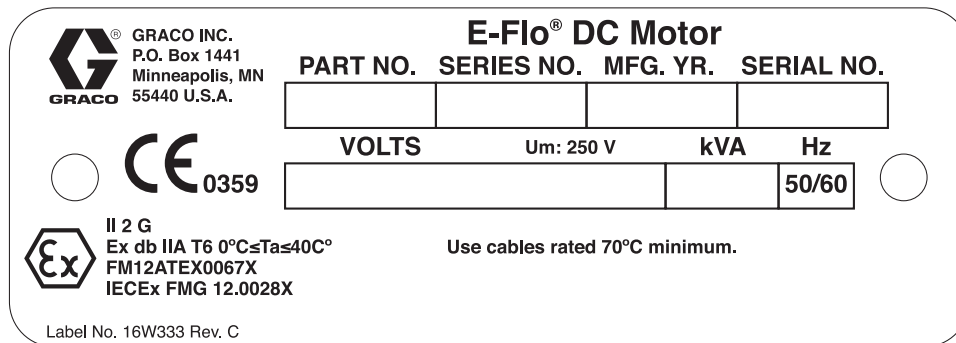 GRACO INC.
P.O. Box 1441
Minneapolis, MN
55440 U.S.A.
®
GRACO
E-Flo® DC Motor
PART NO. SERIES NO. MFG. YR. SERIAL NO.
VOLTS Um: 250 V kVA Hz
50/60
CE 0359
II 2 G
Ex db IIA T6 0°C≤Ta≤40C°
FM12ATEX0067X
IECEx FMG 12.0028X
Ex
Use cables rated 70°C minimum.
Label No. 16W333 Rev. C